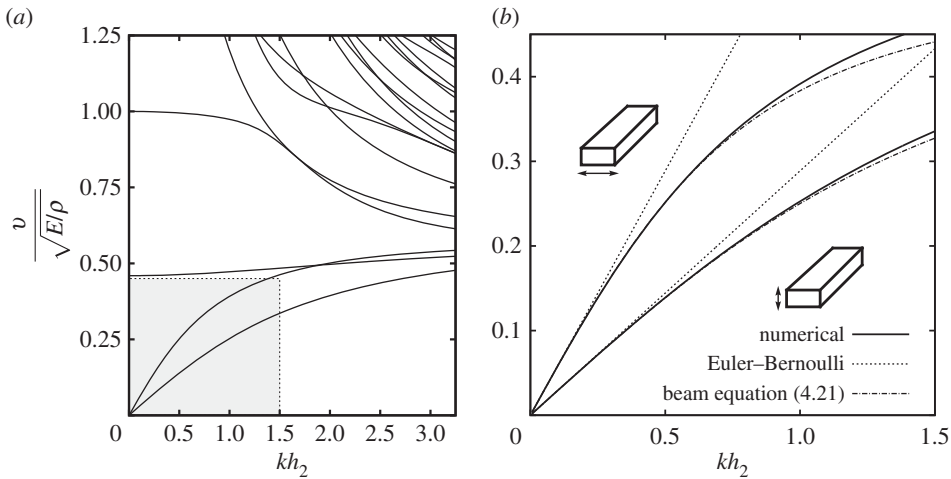 (a)
1.25
1.00
0.75
0.50
0.25
0
0.5
1.0
1.5
2.0
2.5
3.0
υ
√E/ρ
kh2
(b)
0.4
0.3
0.2
0.1
0
0.5
1.0
1.5
kh2
numerical
Euler–Bernoulli
beam equation (4.21)